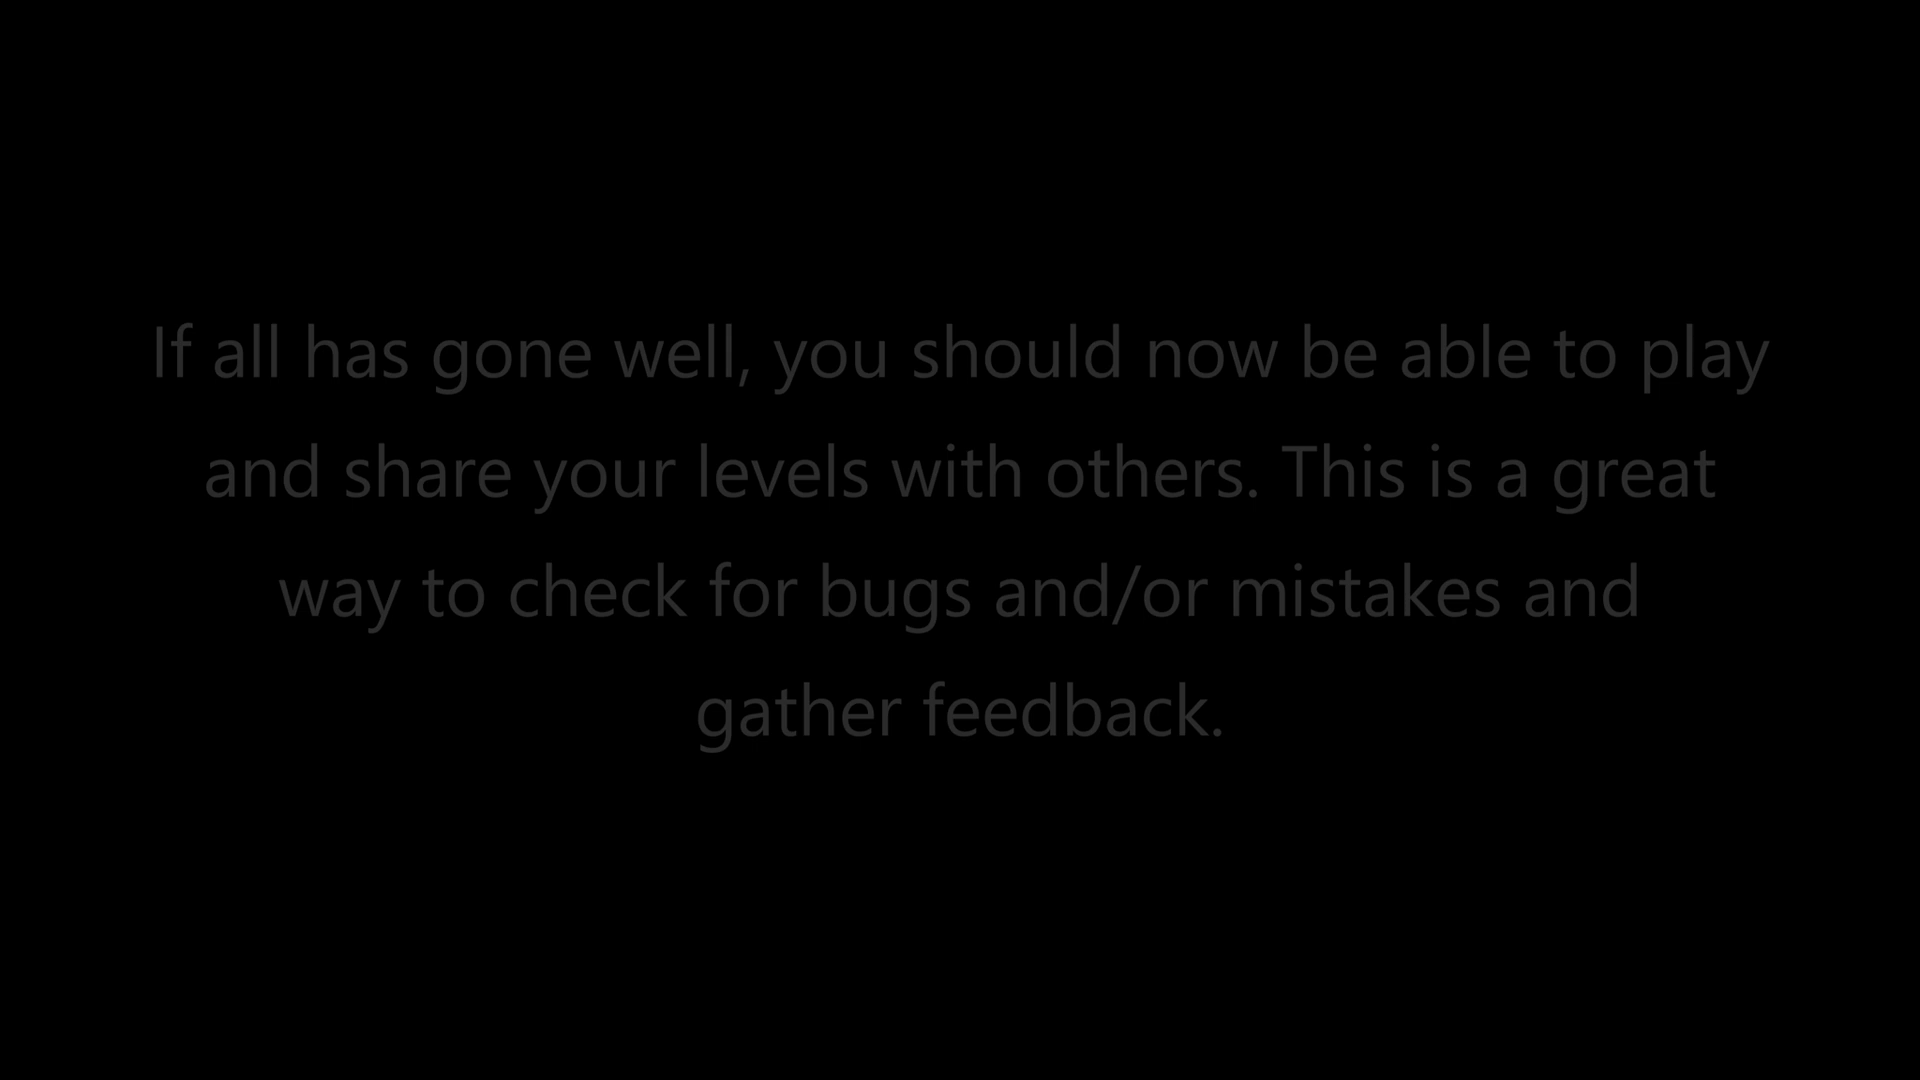 If all has gone well, you should now be able to play
and share your levels with others. This is a great
way to check for bugs and/or mistakes and
gather feedback.